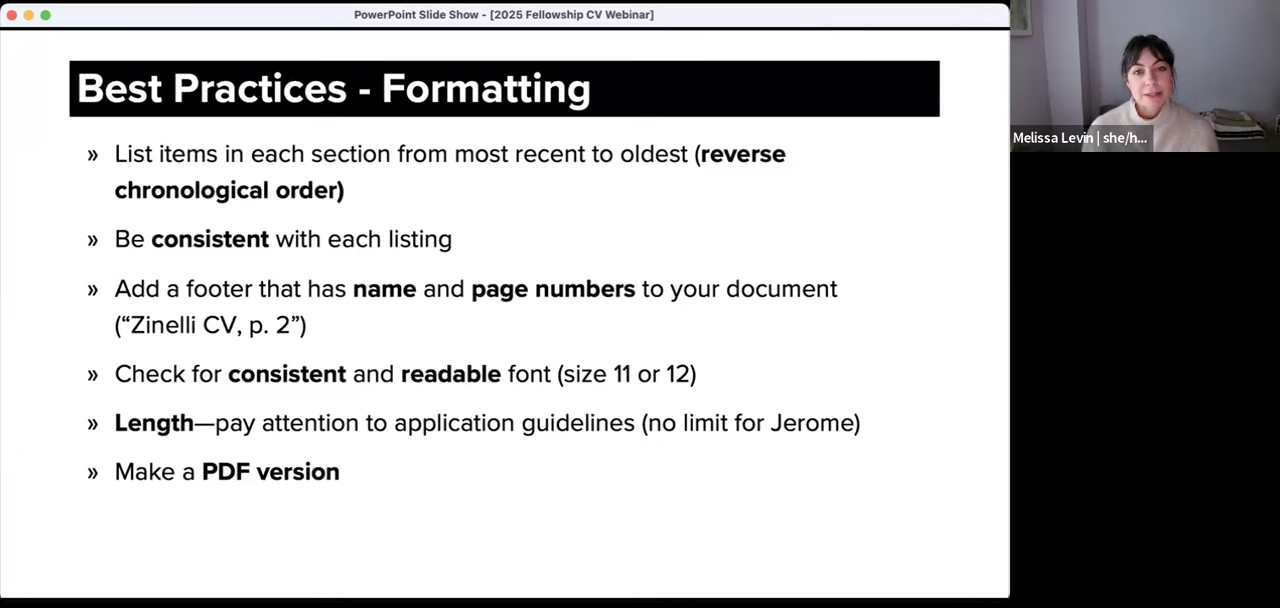 PowerPoint Slide Show - [2025 Fellowship CV Webinar]
Best Practices - Formatting
» List items in each section from most recent to oldest (reverse
chronological order)
» Be consistent with each listing
» Add a footer that has name and page numbers to your document
(“Zinelli CV, p. 2”)
» Check for consistent and readable font (size 11 or 12)
» Length—pay attention to application guidelines (no limit for Jerome)
» Make a PDF version
Melissa Levin | she/h...